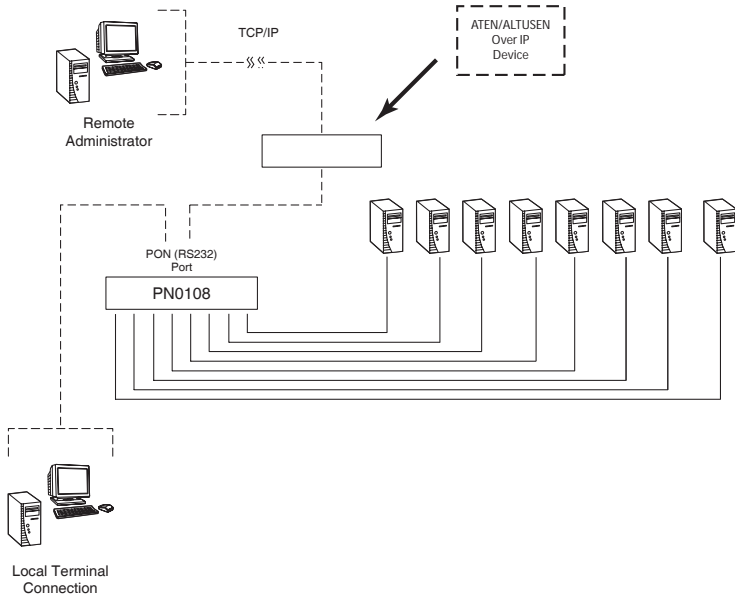 TCP/IP
ATEN/ALTUSEN
Over IP
Device
Remote
Administrator
PON (RS232)
Port
PN0108
Local Terminal
Connection